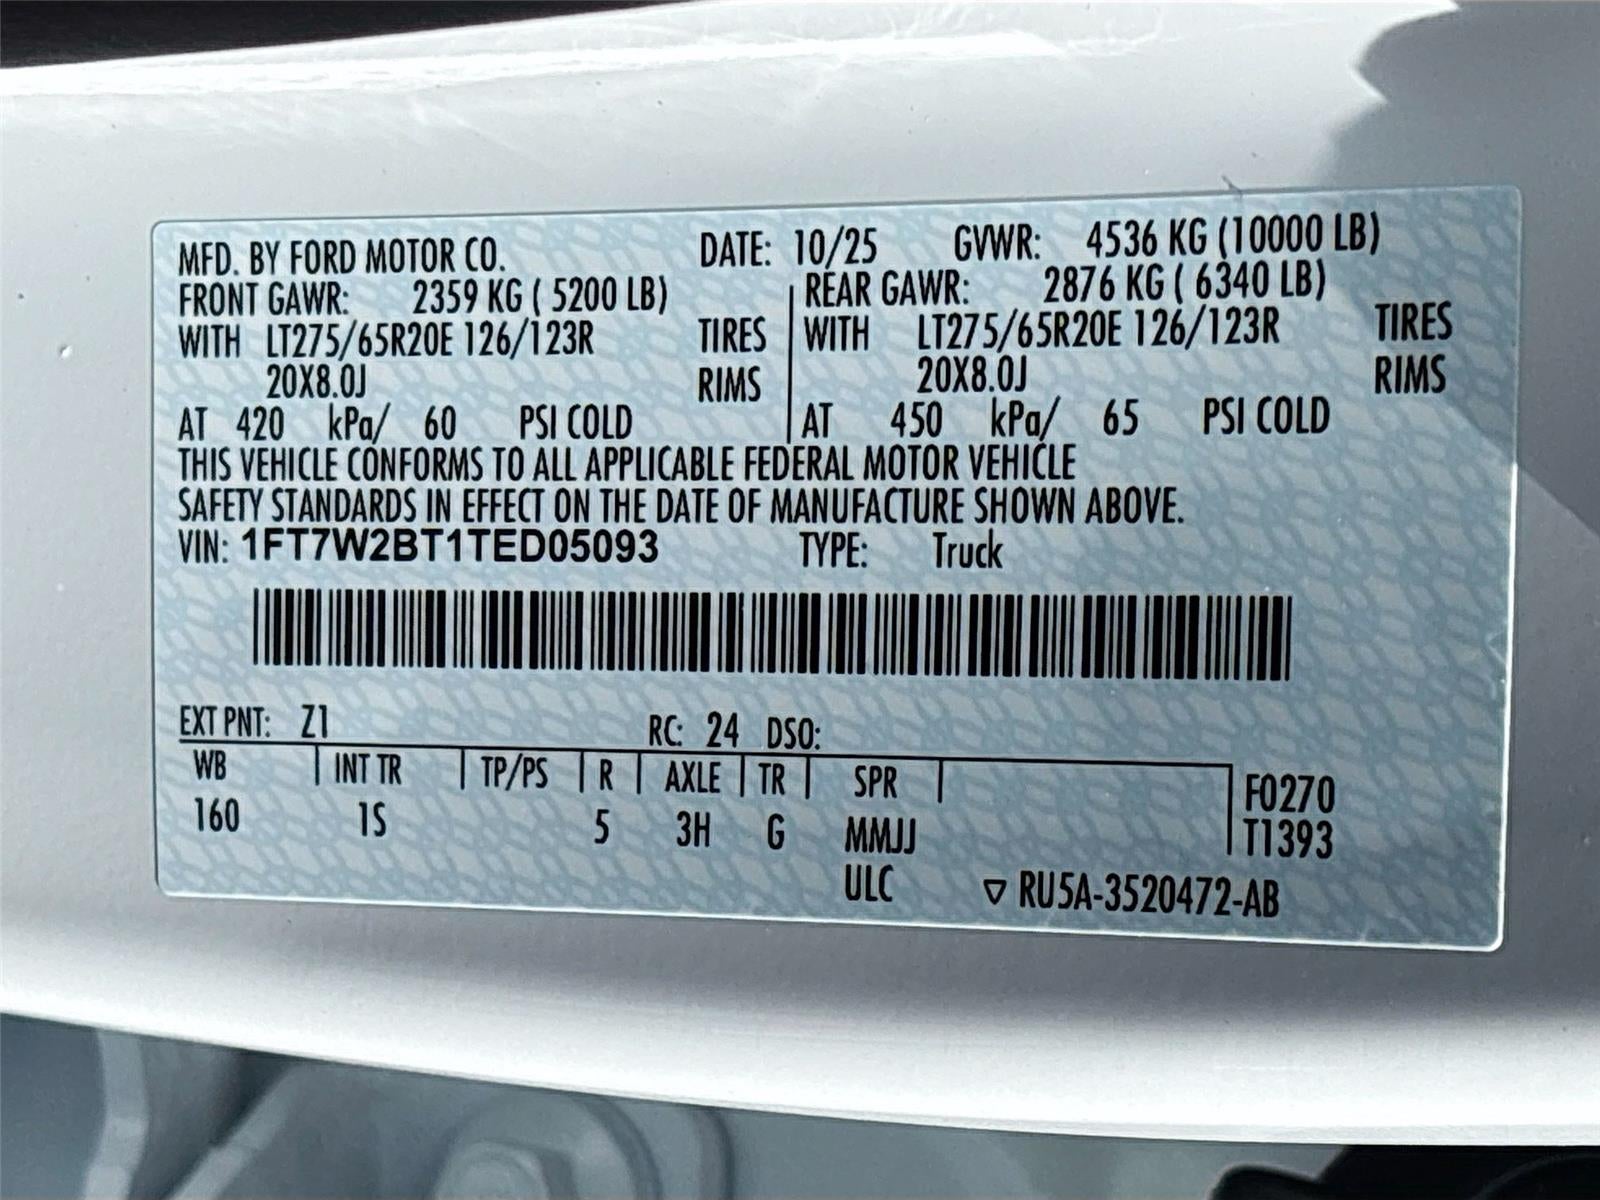 MFD. BY FORD MOTOR CO. DATE: 10/25 GVWR: 4536 KG (10000 LB)
FRONT GAWR: 2359 KG ( 5200 LB) REAR GAWR: 2876 KG ( 6340 LB)
WITH LT275/65R20E 126/123R TIRES WITH LT275/65R20E 126/123R TIRES
20X8.0J RIMS 20X8.0J RIMS
AT 420 kPa/ 60 PSI COLD AT 450 kPa/ 65 PSI COLD
THIS VEHICLE CONFORMS TO ALL APPLICABLE FEDERAL MOTOR VEHICLE
SAFETY STANDARDS IN EFFECT ON THE DATE OF MANUFACTURE SHOWN ABOVE.
VIN: 1FT7W2BT1TED05093 TYPE: Truck
EXT PNT: Z1 RC: 24 DSO:
WB INT TR TP/PS R AXLE TR SPR F0270
160 1S 5 3H G MMJJ T1393
ULC ▽ RU5A-3520472-AB